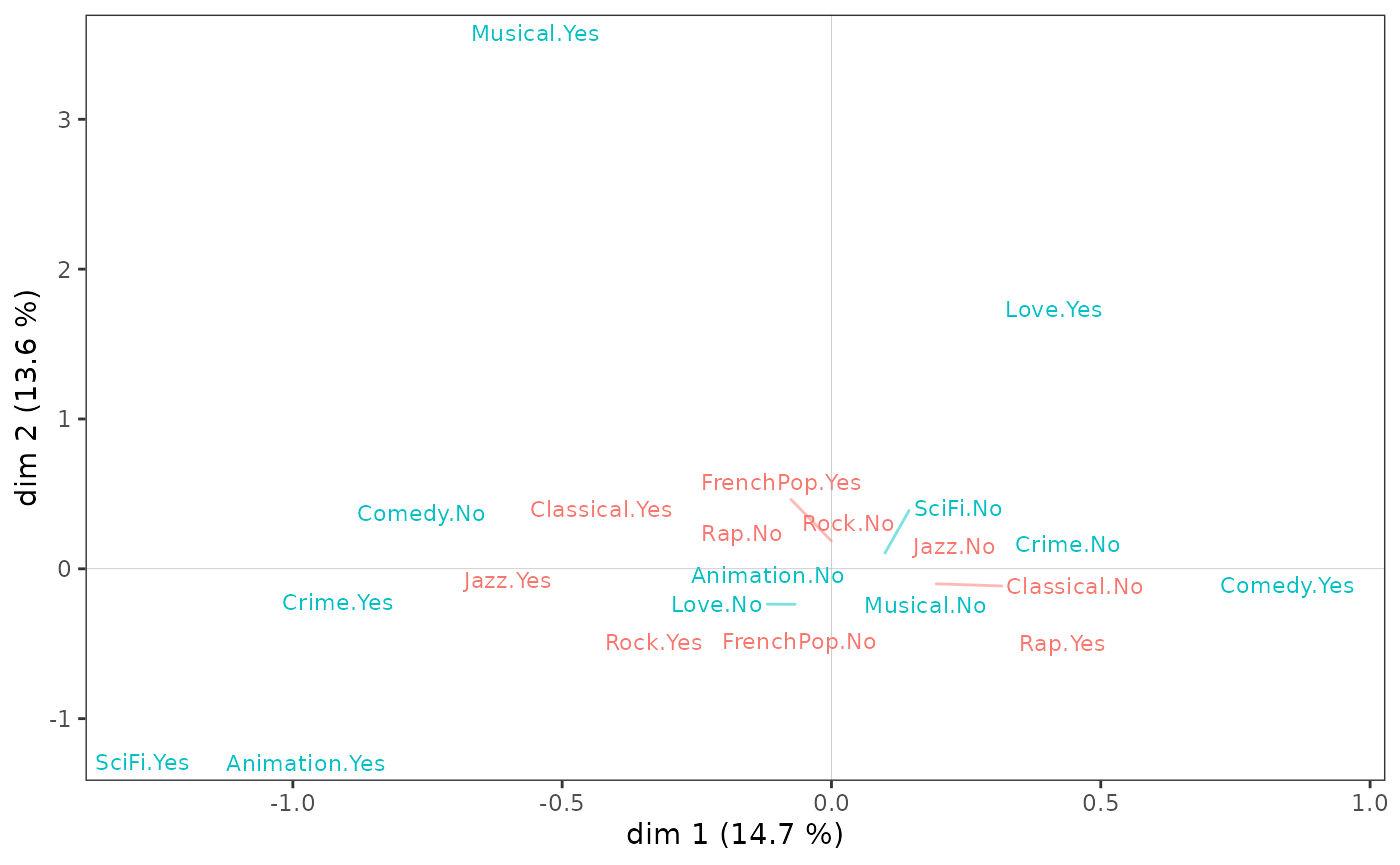 Musical.Yes
3
2
Love.Yes
dim 2 (13.6 %)
1
FrenchPop.Yes
Comedy.No
Classical.Yes
SciFi.No
Rock.No
Rap.No
Jazz.No
Crime.No
0
Animation.No
Jazz.Yes
Classical.No
Comedy.Yes
Crime.Yes
Love.No
Musical.No
Rock.Yes
FrenchPop.No
Rap.Yes
-1
SciFi.Yes
Animation.Yes
-1.0
-0.5
0.0
0.5
1.0
dim 1 (14.7 %)